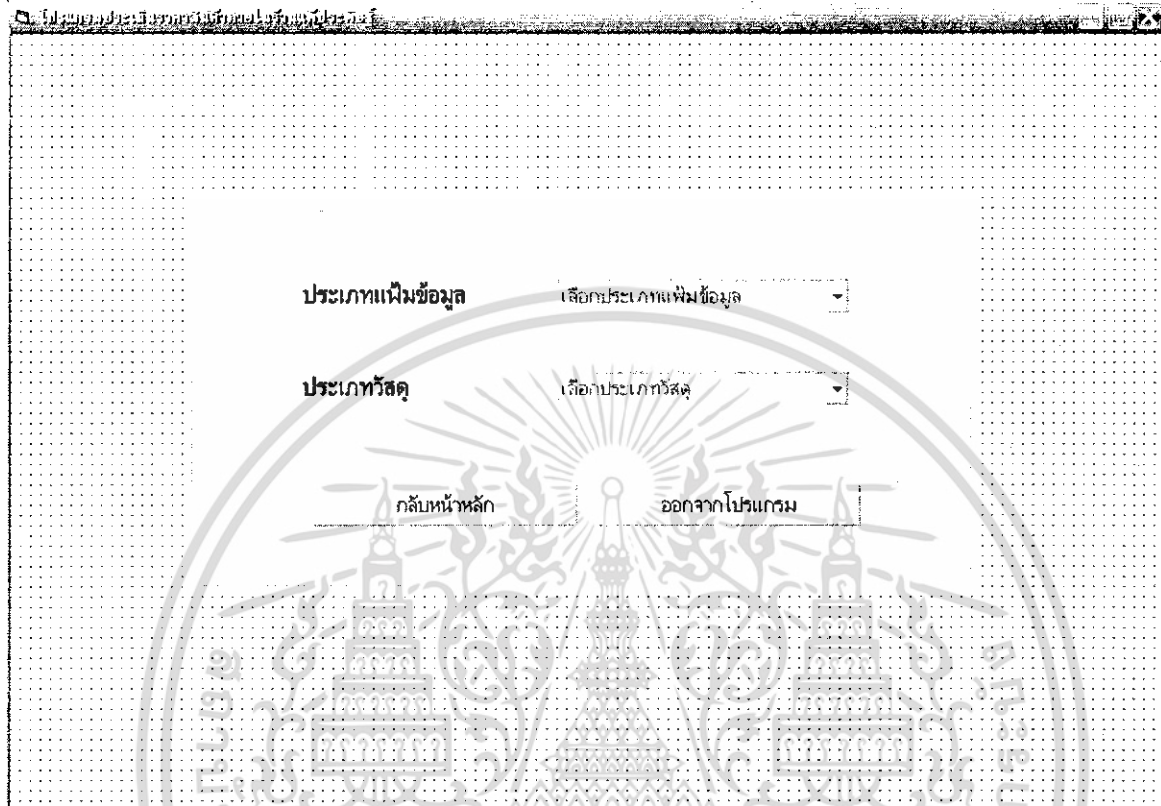 ประเภทแฟ้มข้อมูล เลือกประเภทแฟ้มข้อมูล
ประเภทวัสดุ เลือกประเภทวัสดุ
กลับหน้าหลัก ออกจากโปรแกรม